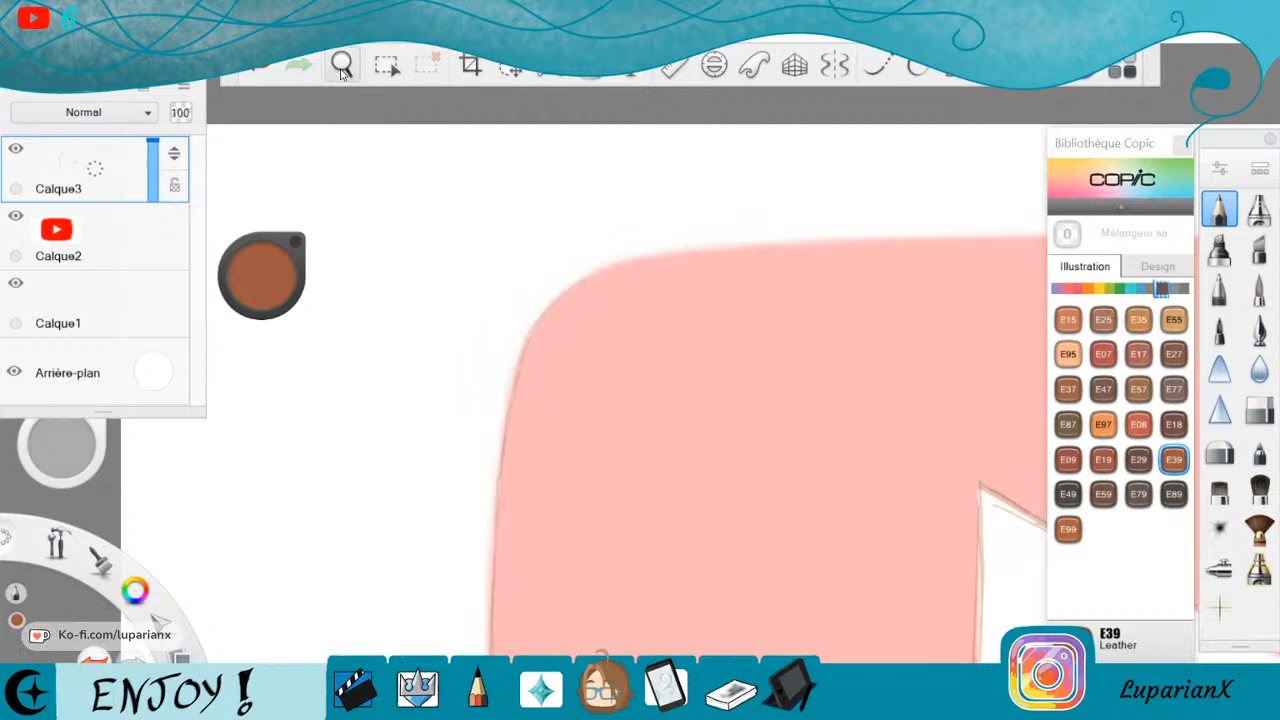 6
Normal
100
Calque3
Calque2
Calque1
Arrière-plan
Bibliothèque Copic
COPIC
0
Mélangeur sa
Illustration
Design
E15 E25 E35 E55
E95 E07 E17 E27
E37 E47 E57 E77
E87 E97 E08 E18
E09 E19 E29 E39
E49 E59 E79 E89
E99
E39
Leather
Ko-fi.com/luparianx
ENJOY !
LuparianX